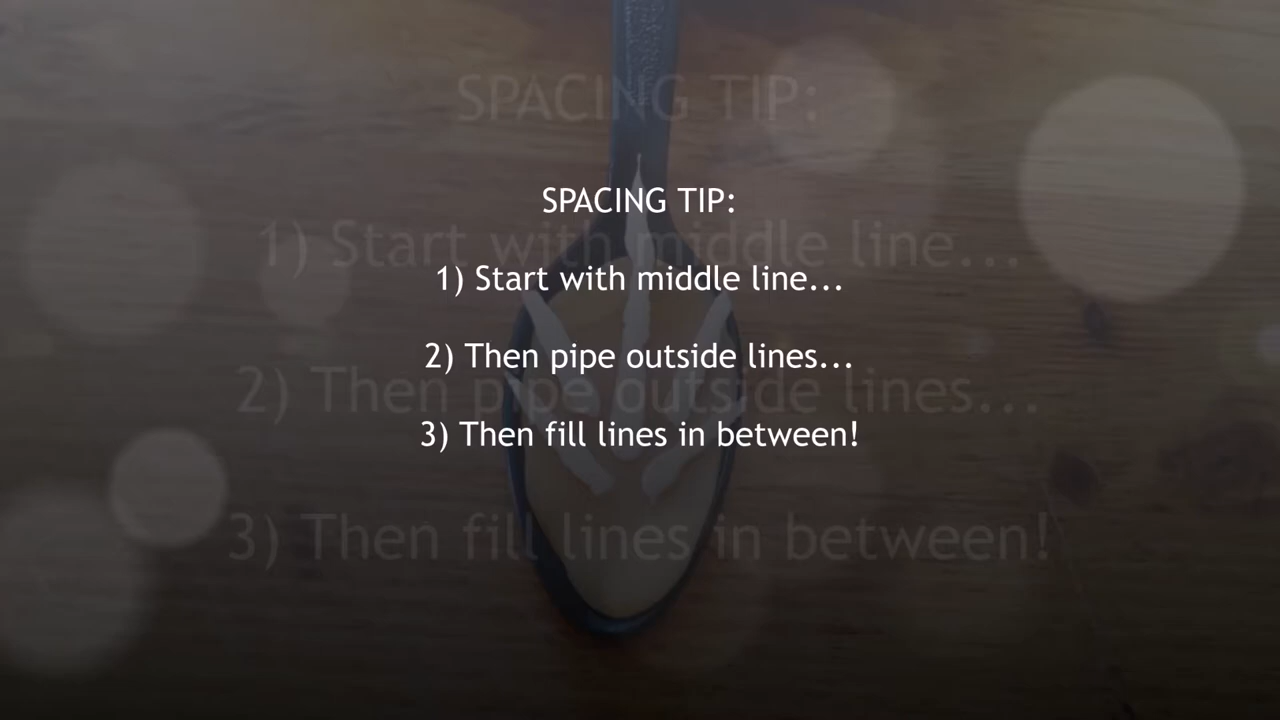 SPACING TIP:
1) Start with middle line...
2) Then pipe outside lines...
3) Then fill lines in between!